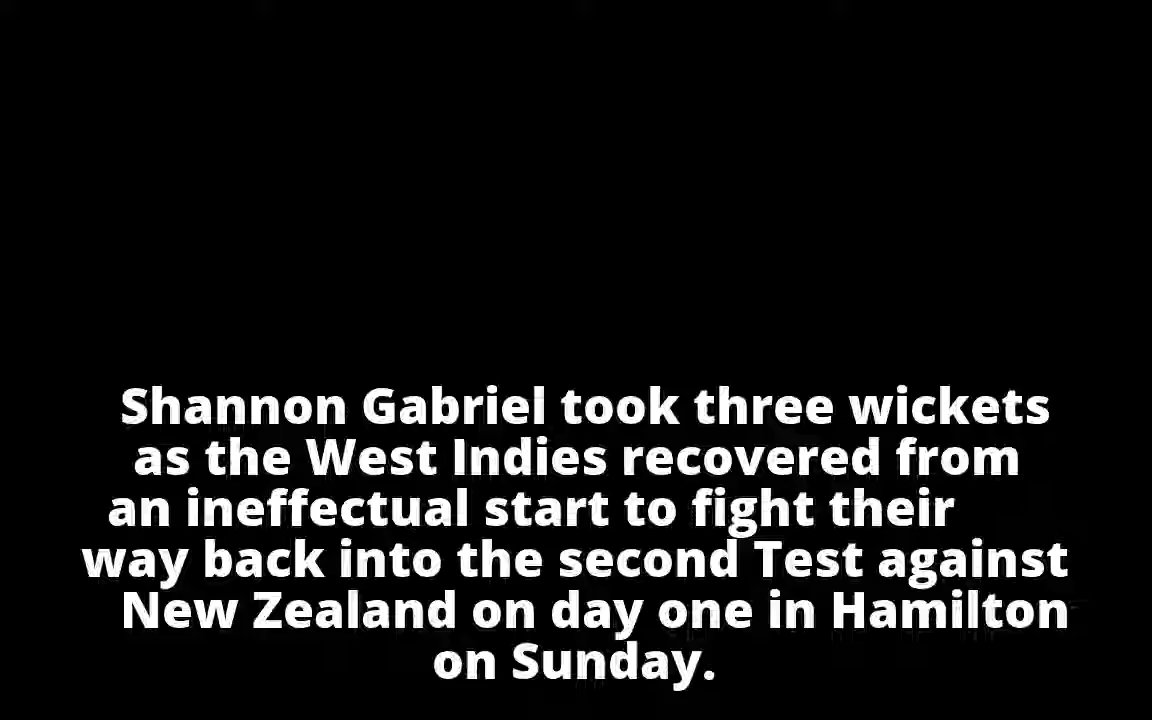 Shannon Gabriel took three wickets
as the West Indies recovered from
an ineffectual start to fight their
way back into the second Test against
New Zealand on day one in Hamilton
on Sunday.